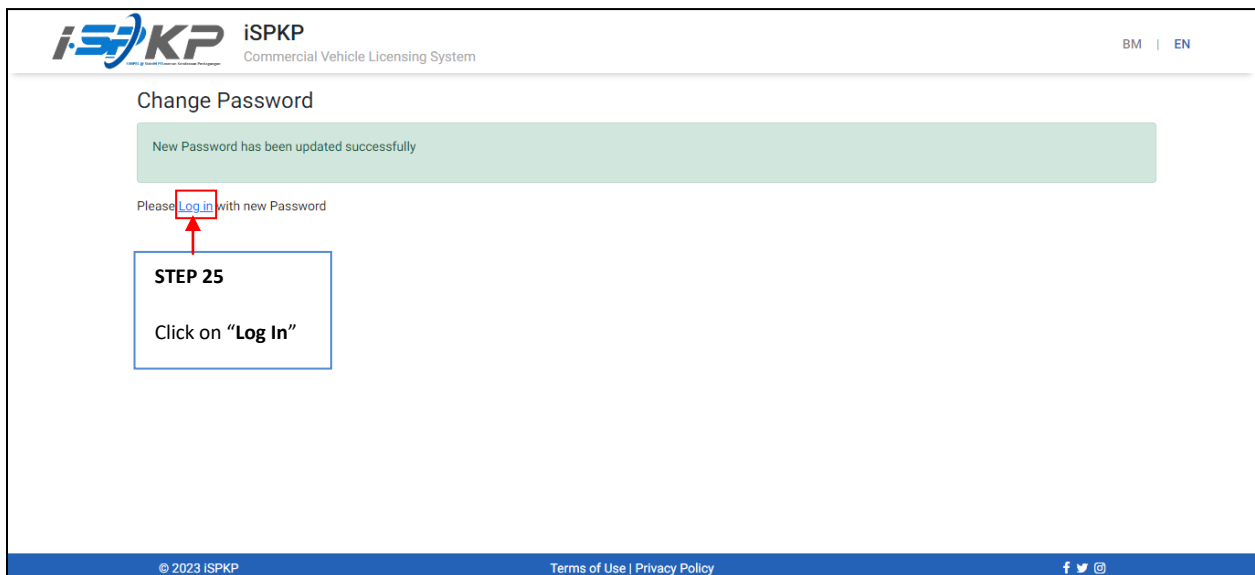 i.SPKP
iSPKP
Commercial Vehicle Licensing System
BM | EN
Change Password
New Password has been updated successfully
Please Log in with new Password
STEP 25
Click on “Log In”
© 2023 iSPKP
Terms of Use | Privacy Policy